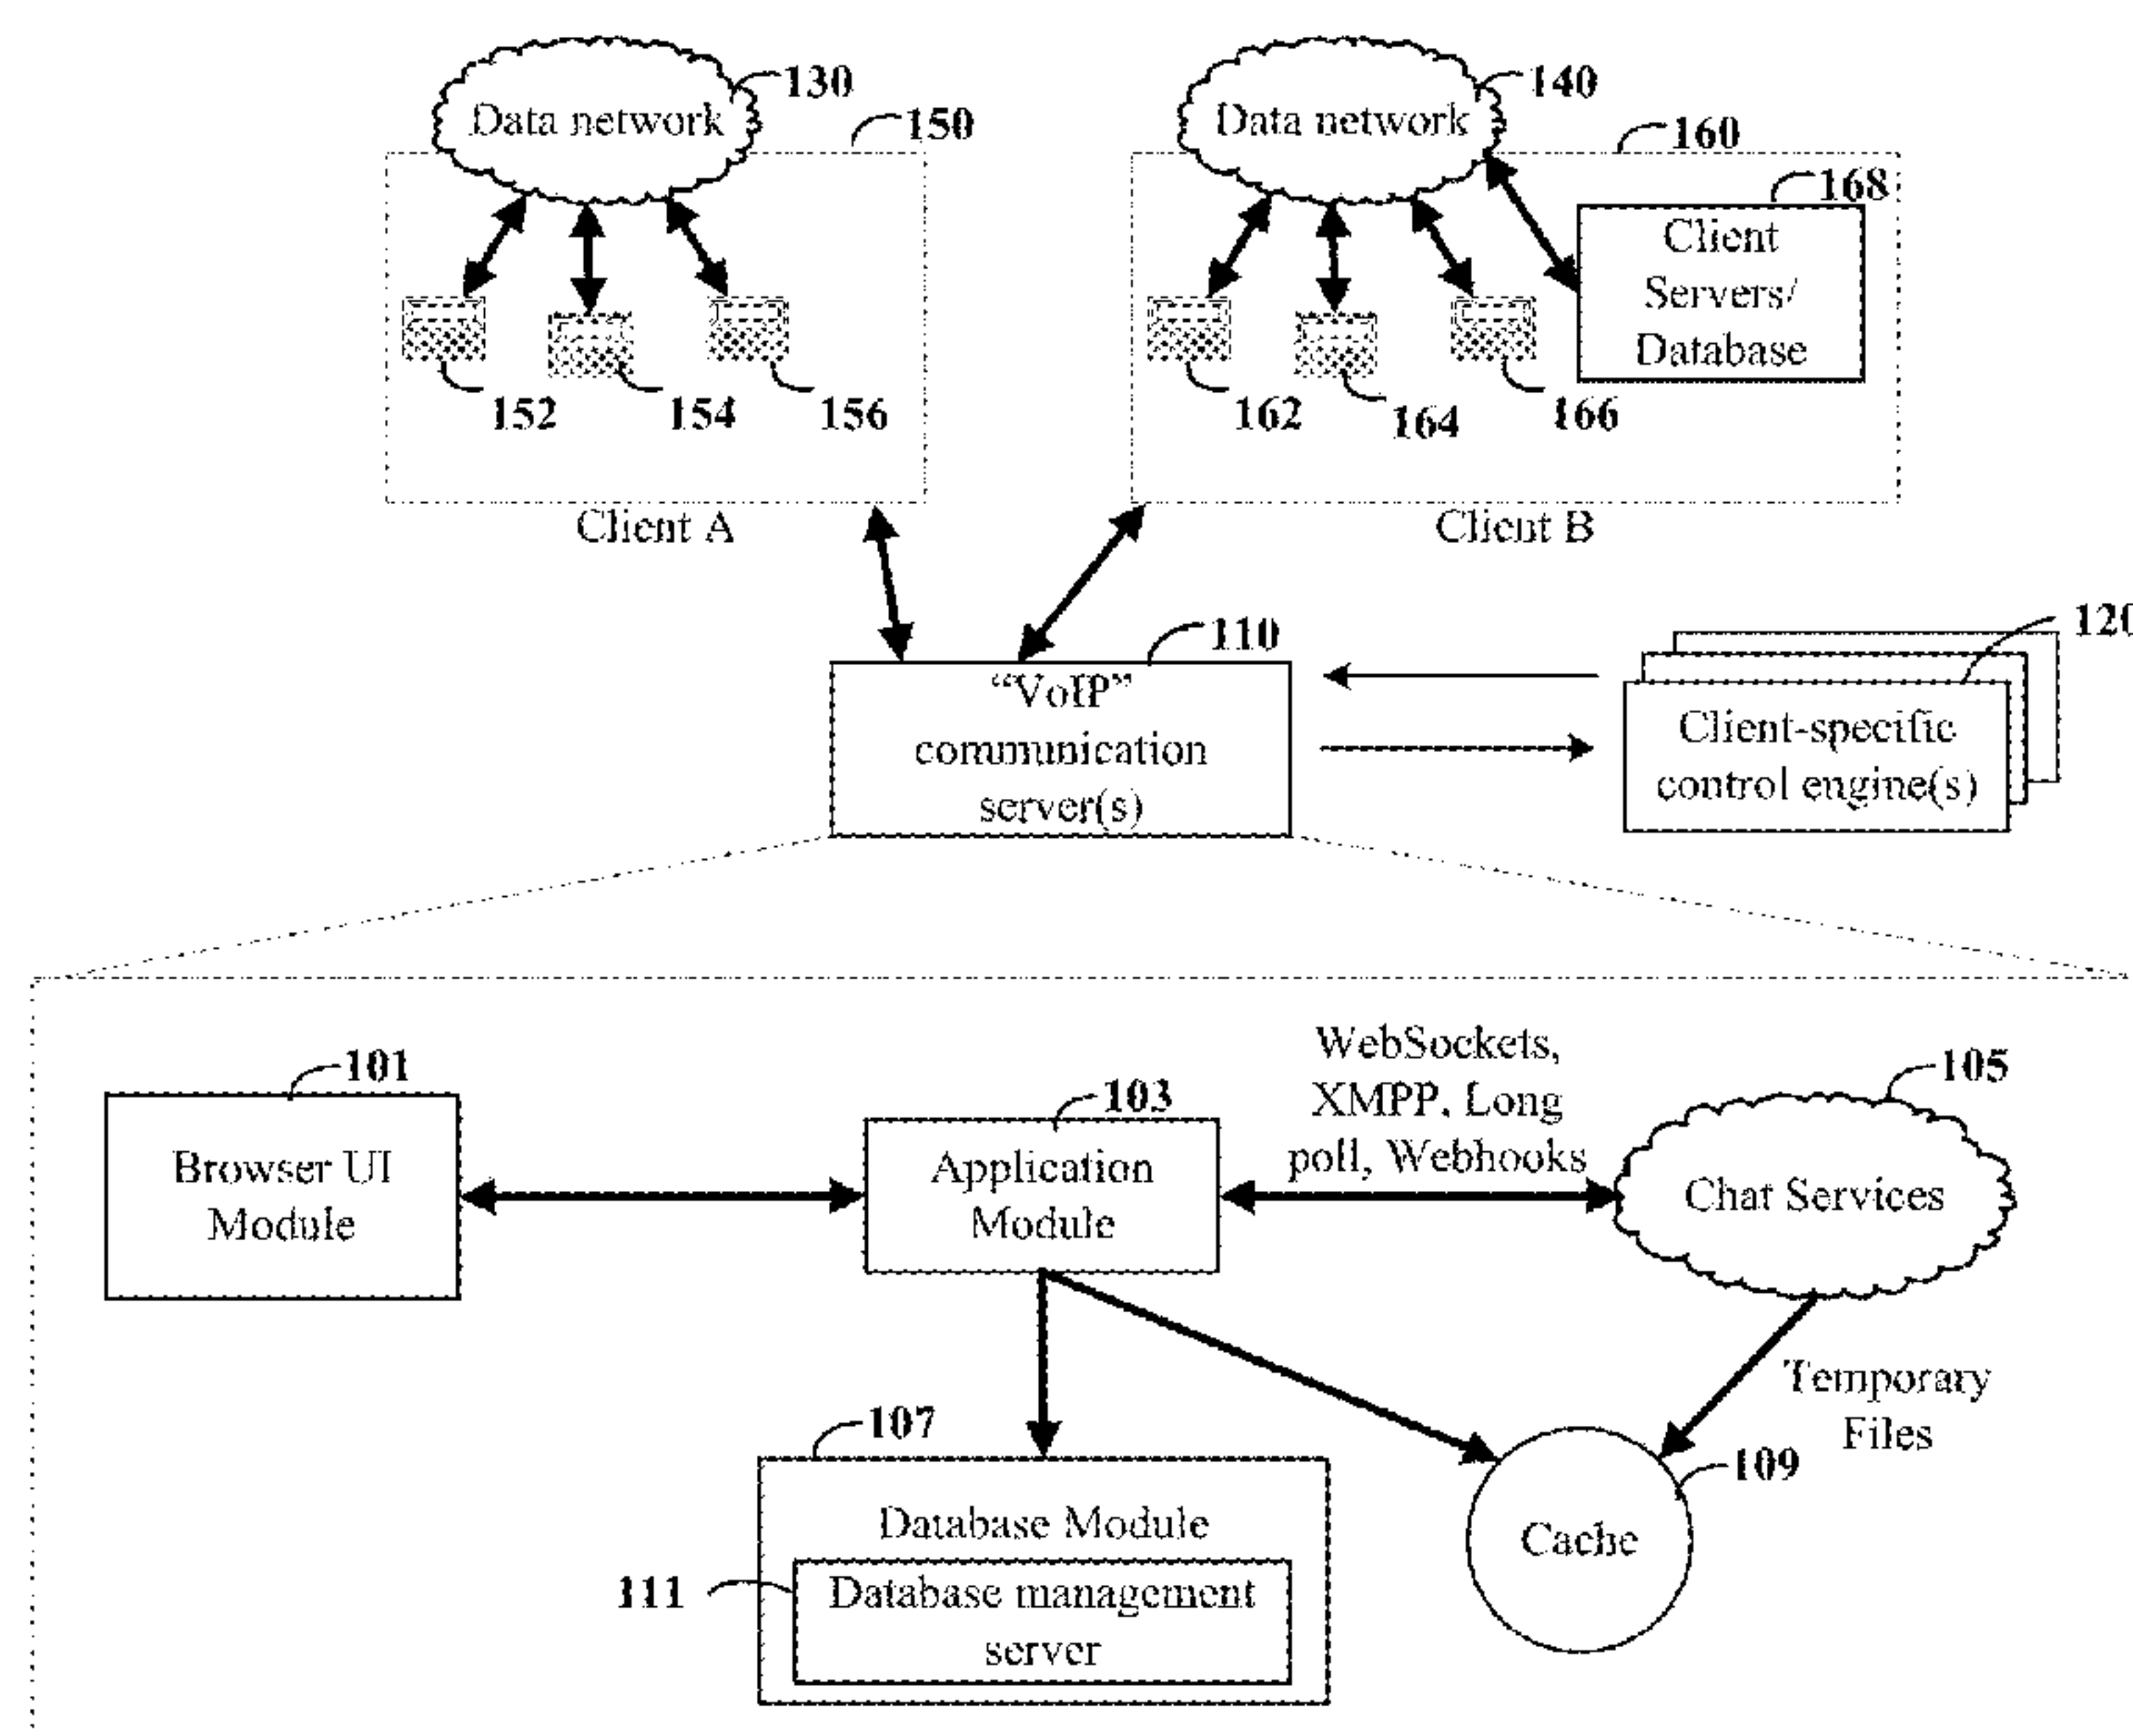 130
Data network
150
140
Data network
160
168
Client
Servers/
Database
152
154
156
162
164
166
Client A
Client B
110
"VoIP"
communication
server(s)
120
Client-specific
control engine(s)
101
Browser UI
Module
103
Application
Module
WebSockets,
XMPP, Long
poll, Webhooks
105
Chat Services
Temporary
Files
107
Database Module
111
Database management
server
109
Cache